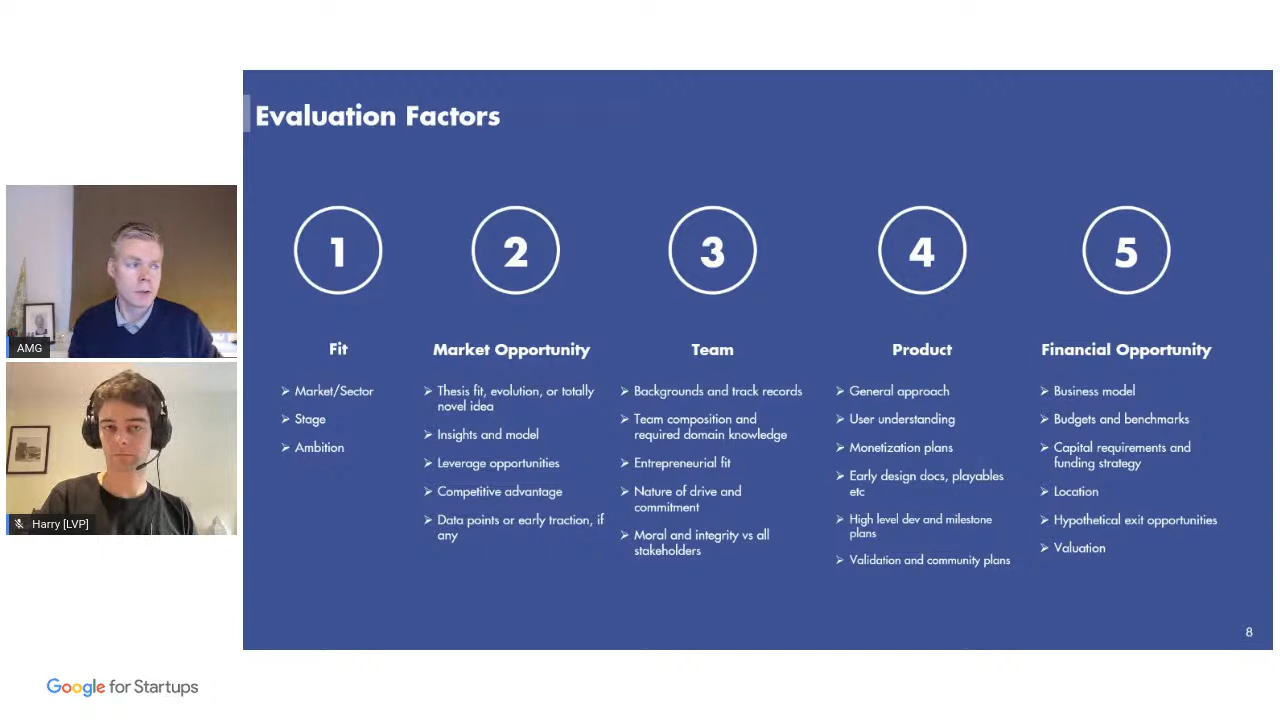 Evaluation Factors
1
2
3
4
5
Fit
Market Opportunity
Team
Product
Financial Opportunity
➢ Market/Sector
➢ Stage
➢ Ambition
➢ Thesis fit, evolution, or totally
novel idea
➢ Insights and model
➢ Leverage opportunities
➢ Competitive advantage
➢ Data points or early traction, if
any
➢ Backgrounds and track records
➢ Team composition and
required domain knowledge
➢ Entrepreneurial fit
➢ Nature of drive and
commitment
➢ Moral and integrity vs all
stakeholders
➢ General approach
➢ User understanding
➢ Monetization plans
➢ Early design docs, playables
etc
➢ High level dev and milestone
plans
➢ Validation and community plans
➢ Business model
➢ Budgets and benchmarks
➢ Capital requirements and
funding strategy
➢ Location
➢ Hypothetical exit opportunities
➢ Valuation
8
AMG
Harry [LVP]
Google for Startups